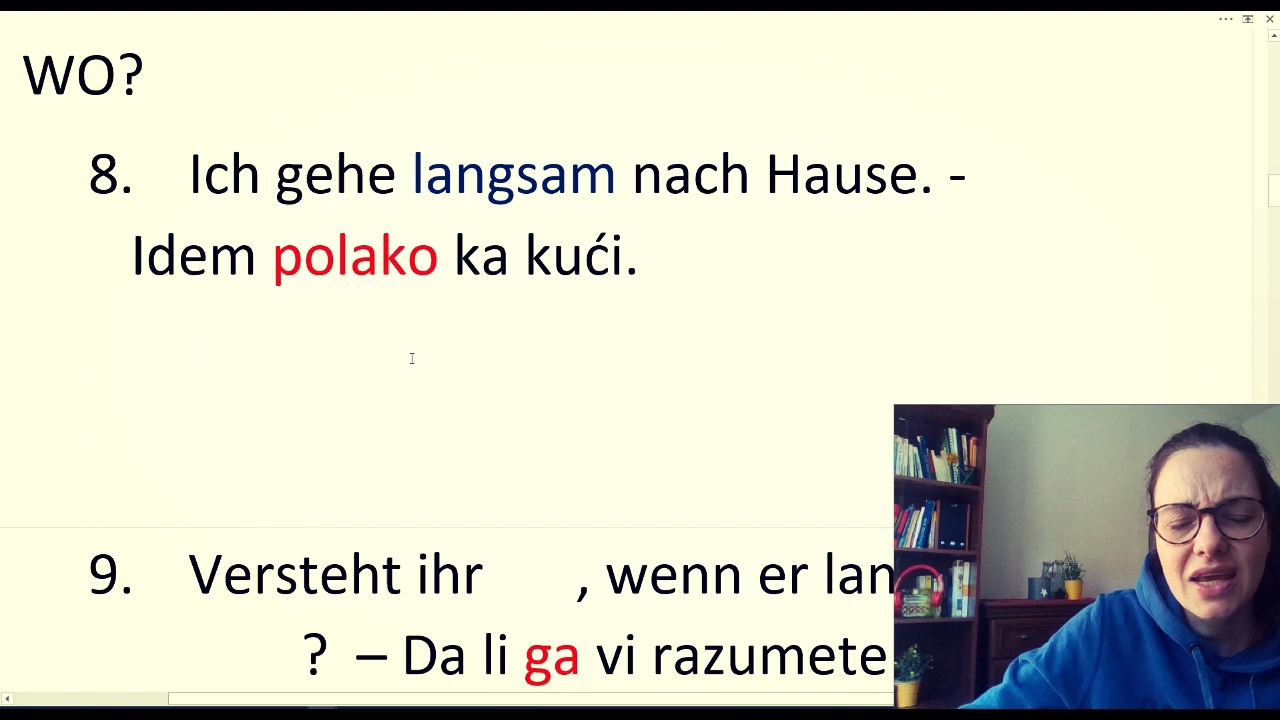 WO?
8. Ich gehe langsam nach Hause. -
Idem polako ka kući.
9. Versteht ihr , wenn er lan
? – Da li ga vi razumete